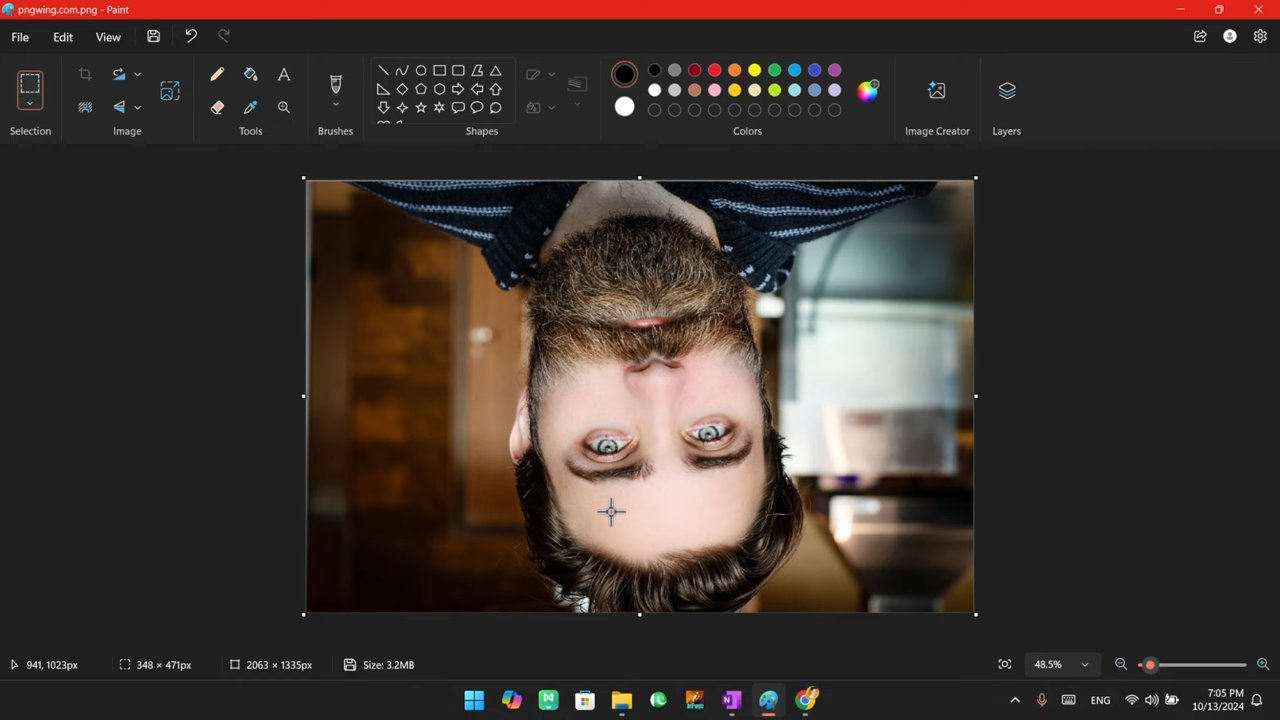 pngwing.com.png - Paint
File Edit View
Selection Image Tools Brushes Shapes Colors Image Creator Layers
941, 1023px 348 × 471px 2063 × 1335px Size: 3.2MB 48.5%
ENG 7:05 PM
10/13/2024